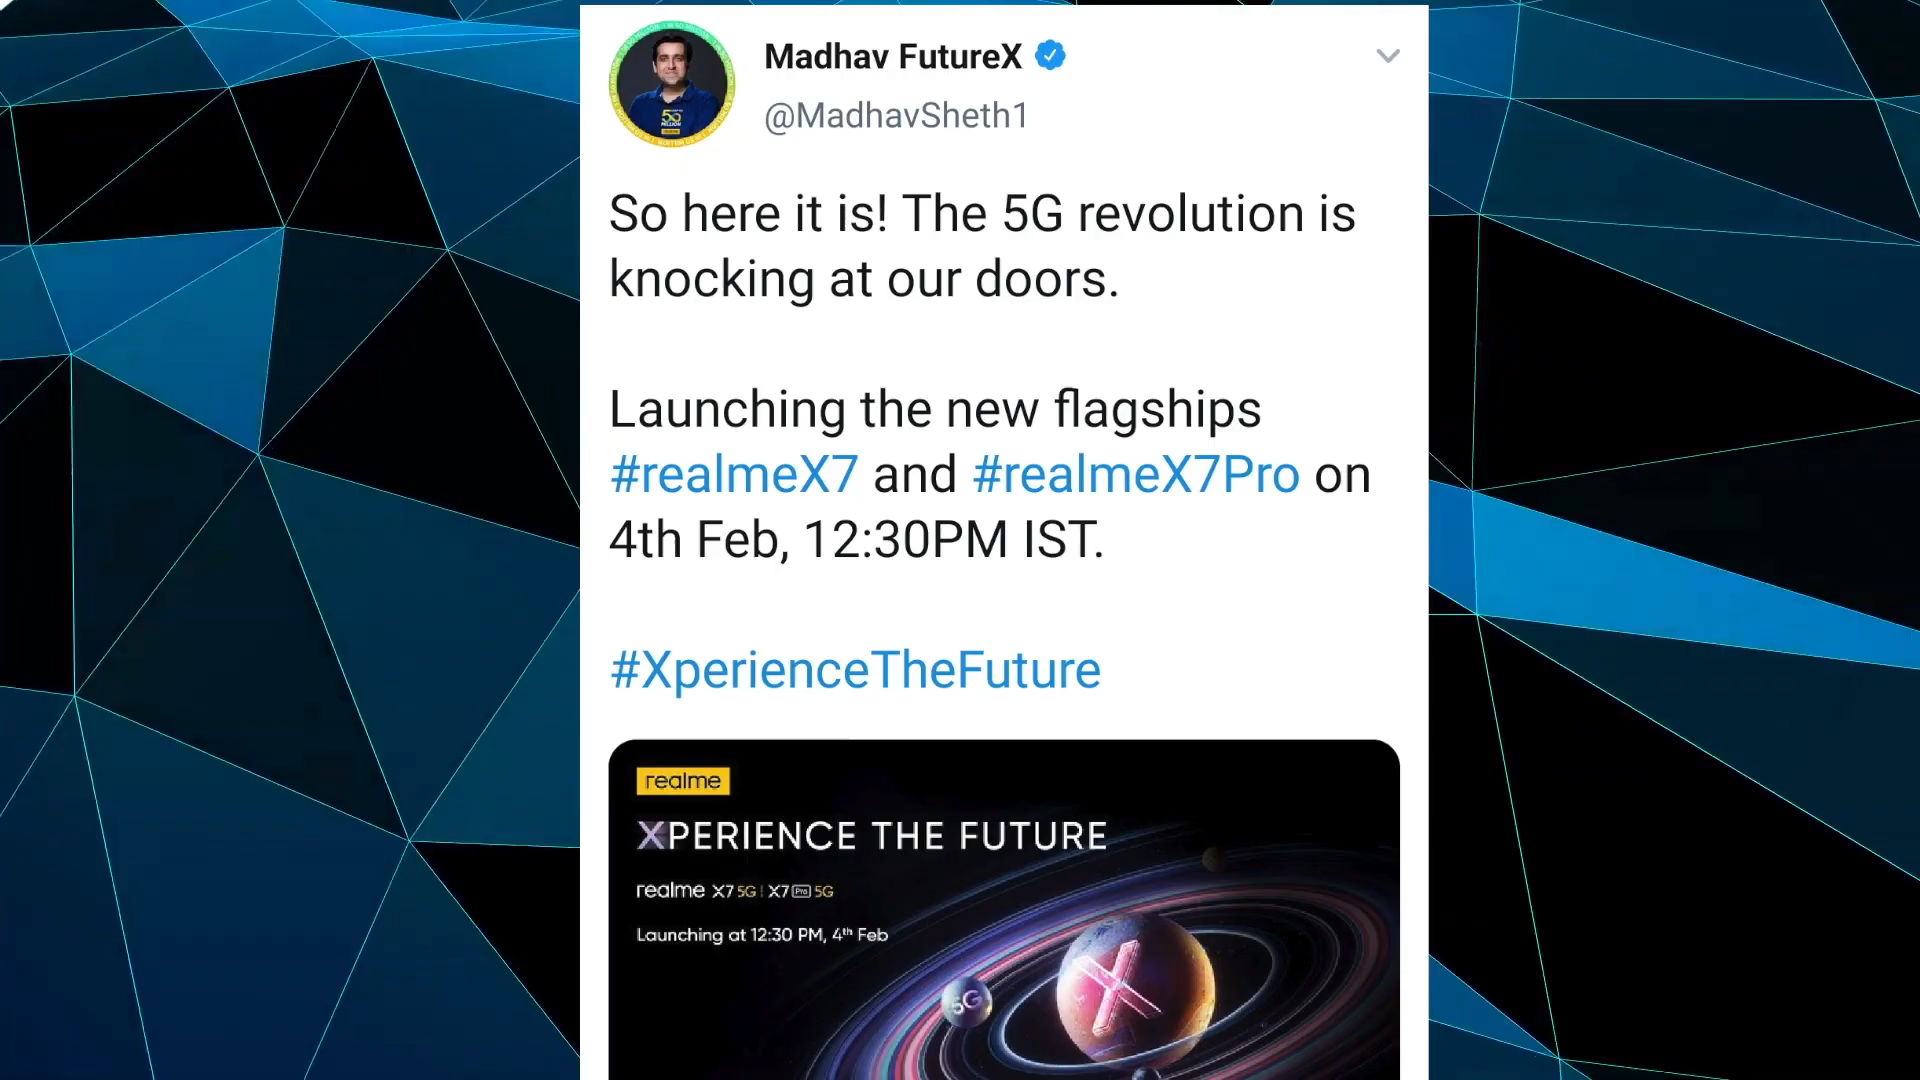 Madhav FutureX
@MadhavSheth1
So here it is! The 5G revolution is
knocking at our doors.
Launching the new flagships
#realmeX7 and #realmeX7Pro on
4th Feb, 12:30PM IST.
#XperienceTheFuture
realme
XPERIENCE THE FUTURE
realme X7 5G | X7 Pro 5G
Launching at 12:30 PM, 4th Feb
5G
X
50
MILLION